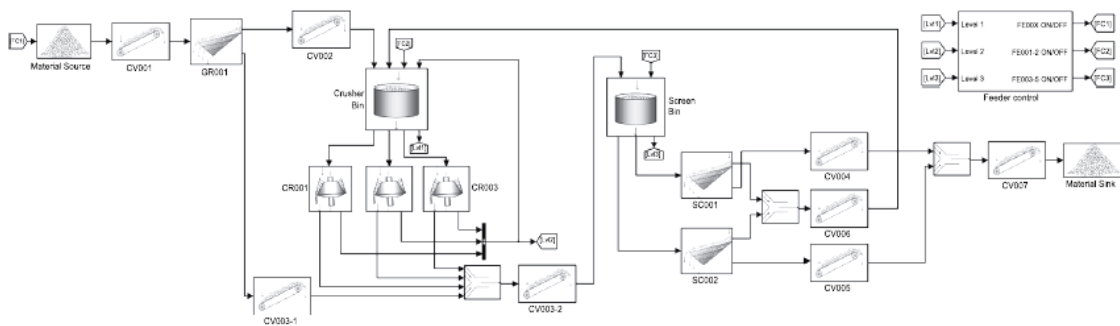 [FC1]
Material Source
CV001
GR001
CV002
[FC2]
Crusher
Bin
[Lvl1]
CR001
CR003
[Lvl2]
CV003-1
CV003-2
[FC3]
Screen
Bin
[Lvl3]
SC001
SC002
CV004
CV006
CV005
CV007
Material Sink
[Lvl1]
Level 1
FE00X ON/OFF
[FC1]
[Lvl2]
Level 2
FE001-2 ON/OFF
[FC2]
[Lvl3]
Level 3
FE003-5 ON/OFF
[FC3]
Feeder control